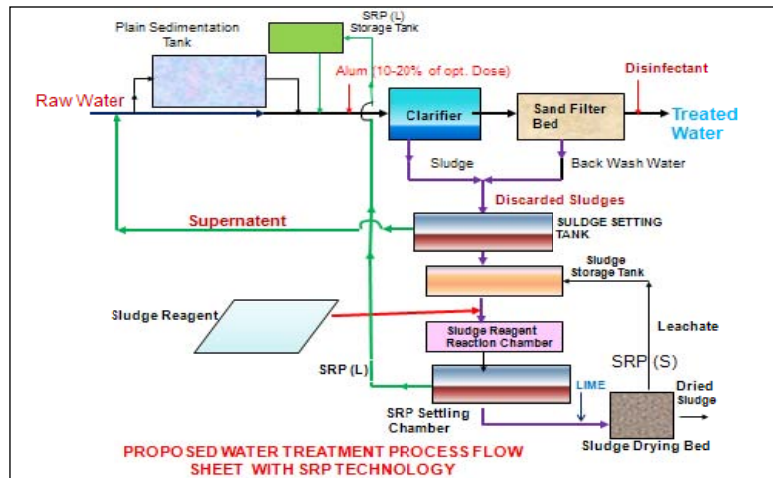 SRP (L)
Storage Tank
Plain Sedimentation
Tank
Alum (10-20% of opt. Dose)
Disinfectant
Raw Water
Clarifier
Sand Filter
Bed
Treated
Water
Sludge
Back Wash Water
Discarded Sludges
Supernatent
SULDGE SETTING
TANK
Sludge
Storage Tank
Sludge Reagent
Sludge Reagent
Reaction Chamber
Leachate
SRP (L)
SRP (S)
LIME
Dried
Sludge
SRP Settling
Chamber
Sludge Drying Bed
PROPOSED WATER TREATMENT PROCESS FLOW
SHEET WITH SRP TECHNOLOGY